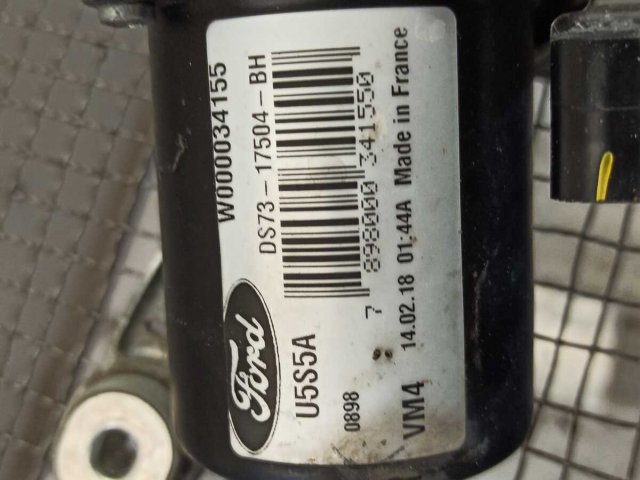 W000034155
DS73-17504-BH
7 898000 341550
Ford
U5S5A
0898
VM4 14.02.18 01:44A Made in France